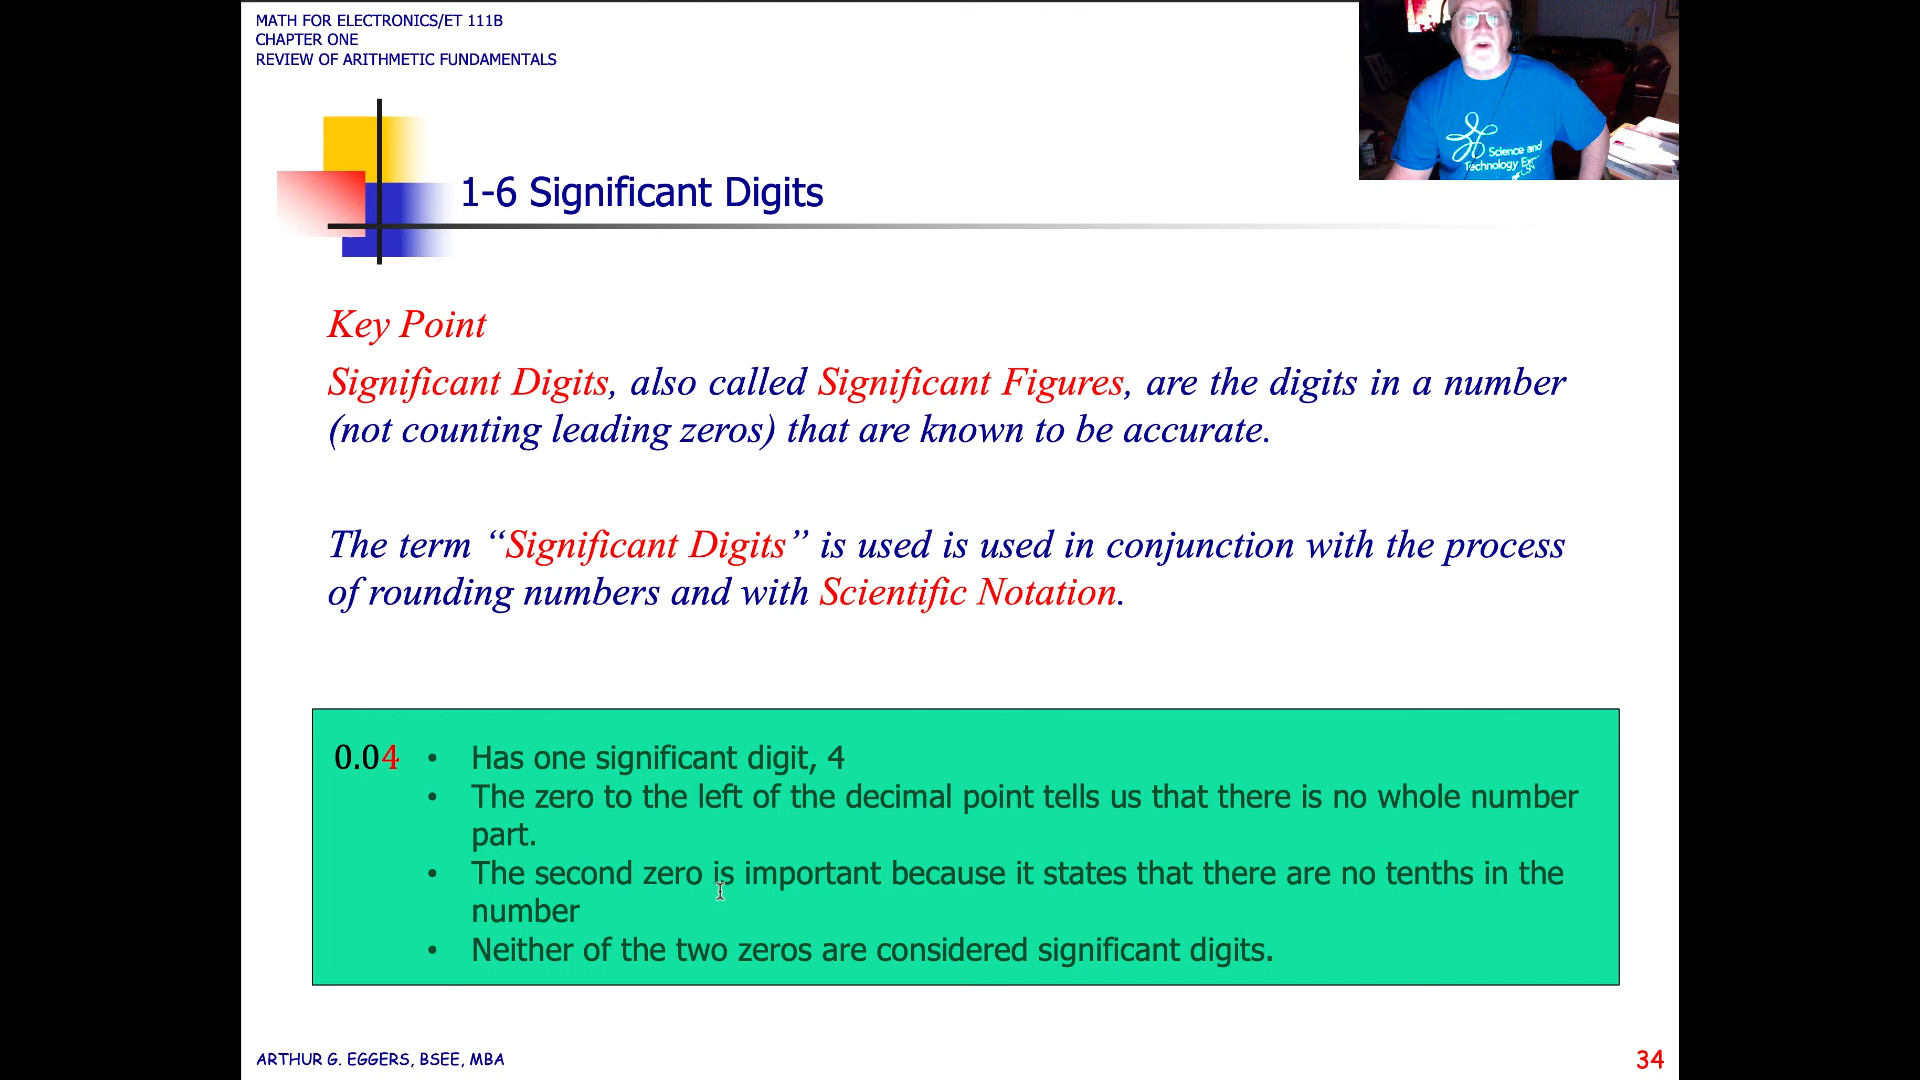 MATH FOR ELECTRONICS/ET 111B
CHAPTER ONE
REVIEW OF ARITHMETIC FUNDAMENTALS
Science and
Technology
CSN
1-6 Significant Digits
Key Point
Significant Digits, also called Significant Figures, are the digits in a number
(not counting leading zeros) that are known to be accurate.
The term “Significant Digits” is used is used in conjunction with the process
of rounding numbers and with Scientific Notation.
0.04 • Has one significant digit, 4
• The zero to the left of the decimal point tells us that there is no whole number
part.
• The second zero is important because it states that there are no tenths in the
number
• Neither of the two zeros are considered significant digits.
ARTHUR G. EGGERS, BSEE, MBA
34